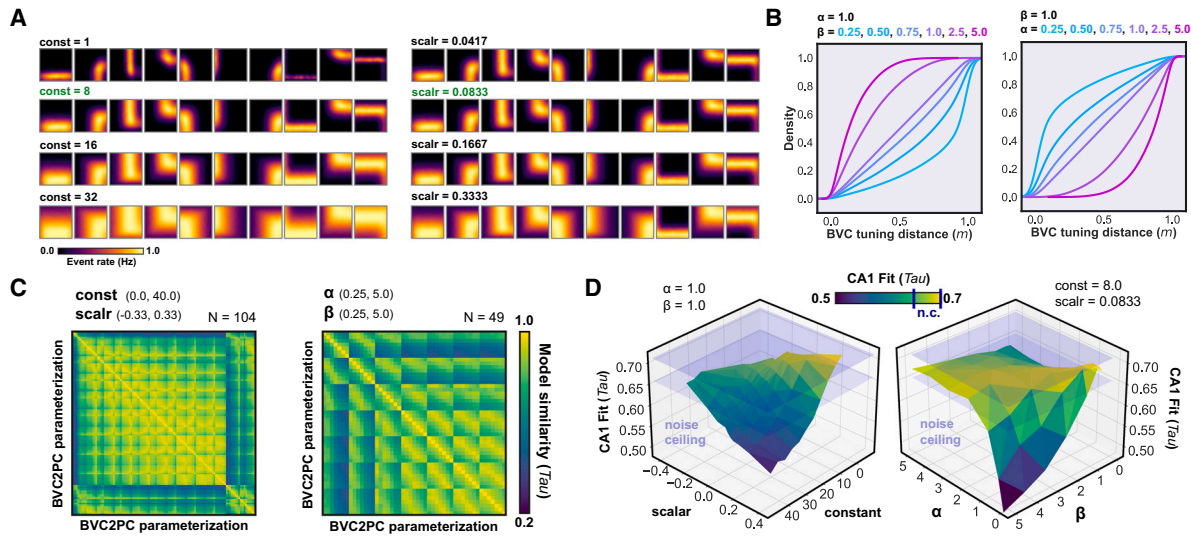 A
const = 1
const = 8
const = 16
const = 32
0.0
1.0
Event rate (Hz)
scalr = 0.0417
scalr = 0.0833
scalr = 0.1667
scalr = 0.3333
B
α = 1.0
β = 0.25, 0.50, 0.75, 1.0, 2.5, 5.0
Density
1.0
0.8
0.6
0.4
0.2
0.0
0.0
0.5
1.0
BVC tuning distance (m)
β = 1.0
α = 0.25, 0.50, 0.75, 1.0, 2.5, 5.0
1.0
0.8
0.6
0.4
0.2
0.0
0.0
0.5
1.0
BVC tuning distance (m)
C
const (0.0, 40.0)
scalr (-0.33, 0.33)
N = 104
BVC2PC parameterization
BVC2PC parameterization
α (0.25, 5.0)
β (0.25, 5.0)
N = 49
BVC2PC parameterization
BVC2PC parameterization
1.0
Model similarity (Tau)
0.2
D
α = 1.0
β = 1.0
CA1 Fit (Tau)
0.5
0.7
n.c.
const = 8.0
scalr = 0.0833
CA1 Fit (Tau)
0.70
0.65
0.60
0.55
0.50
noise
ceiling
−0.4
−0.2
0.0
0.2
0.4
scalar
40
30
20
10
0
constant
noise
ceiling
5
4
3
2
1
0
α
5
4
3
2
1
0
β
0.70
0.65
0.60
0.55
0.50
CA1 Fit
(Tau)